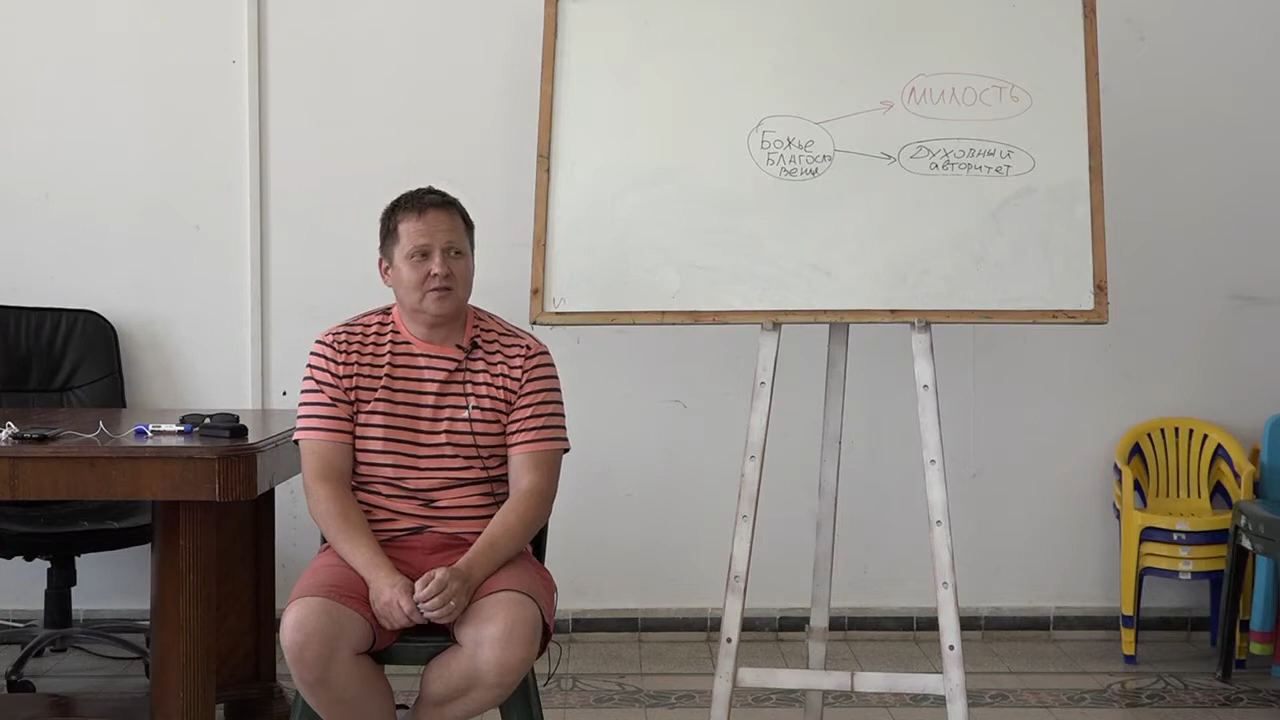 МИЛОСТЬ
БОЖЬЕ
БЛАГОСЛО
ВЕНИЕ
ДУХОВНЫЙ
авторитет